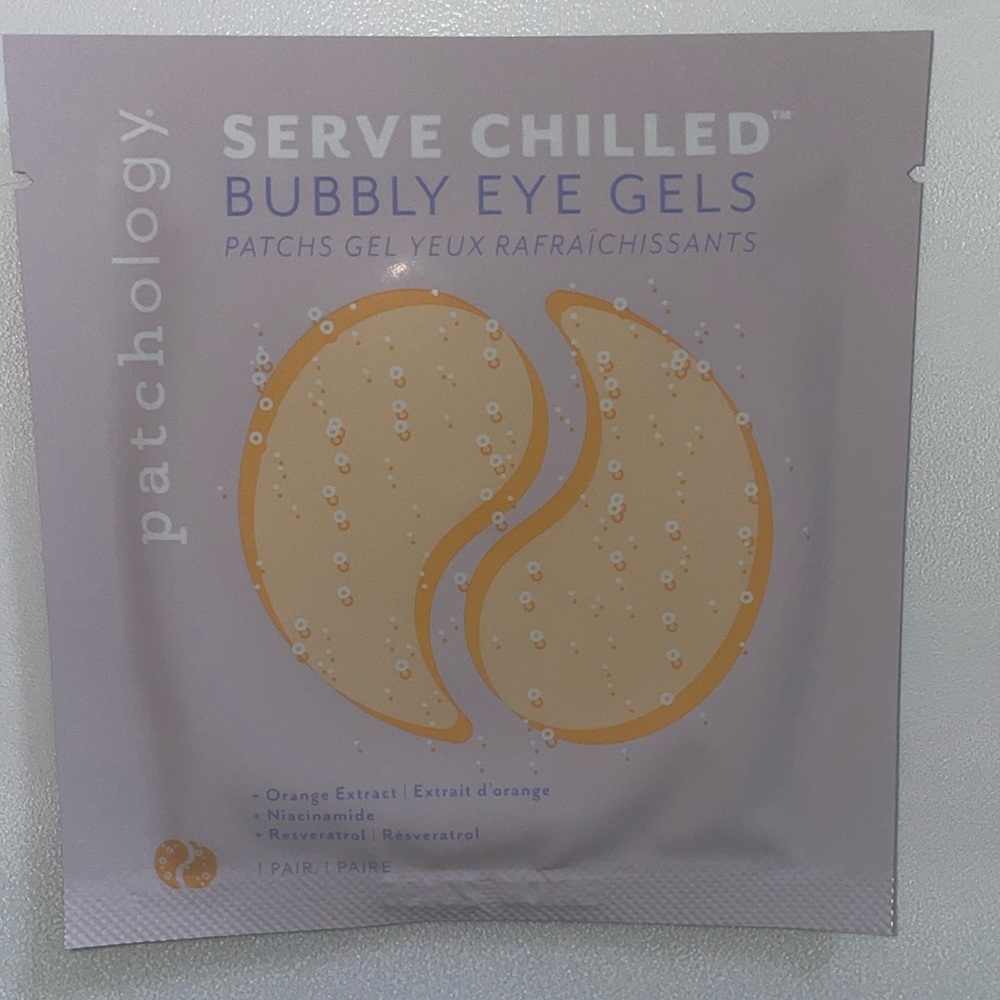 patchology.
SERVE CHILLED™
BUBBLY EYE GELS
PATCHS GEL YEUX RAFRAÎCHISSANTS
+ Orange Extract | Extrait d'orange
+ Niacinamide
+ Resveratrol | Résveratrol
1 PAIR/1 PAIRE